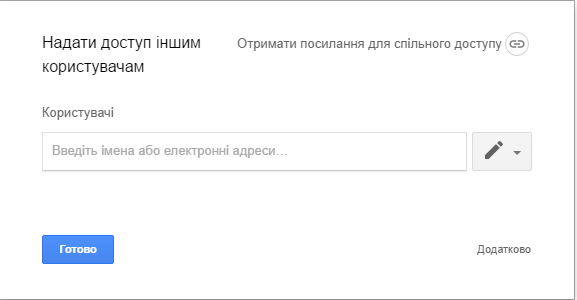 Надати доступ іншим
користувачам
Отримати посилання для спільного доступу
Користувачі
Введіть імена або електронні адреси...
Готово
Додатково